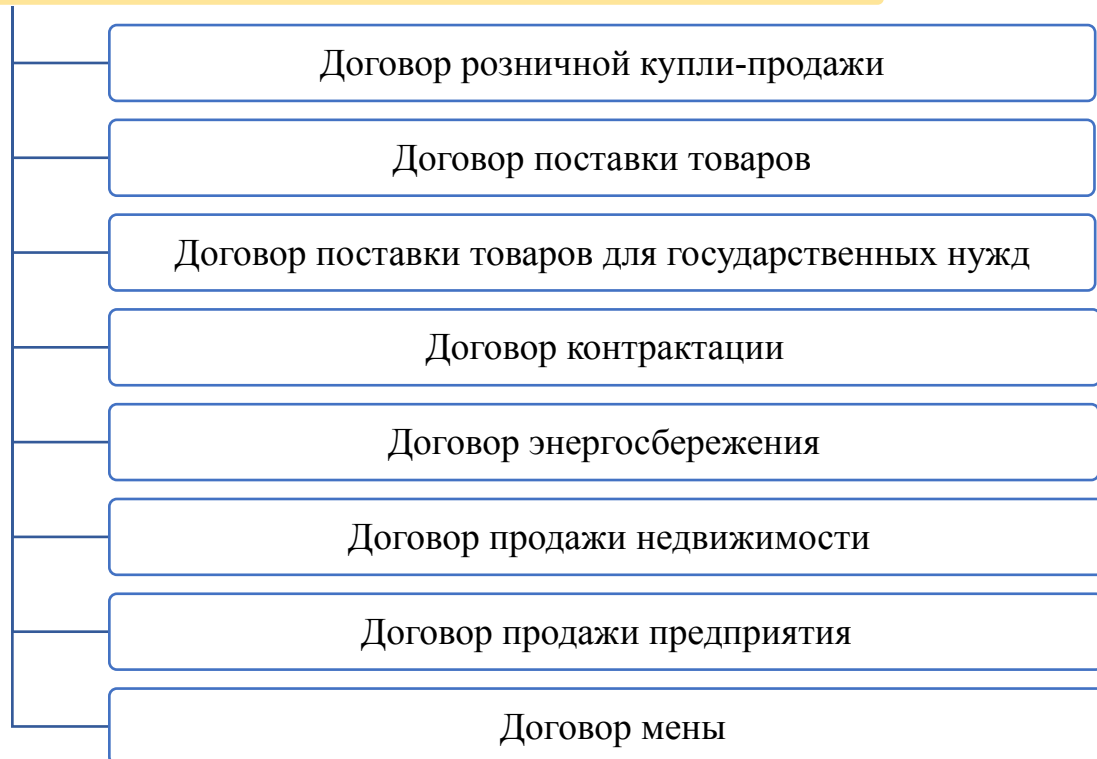 Договор розничной купли-продажи
Договор поставки товаров
Договор поставки товаров для государственных нужд
Договор контрактации
Договор энергосбережения
Договор продажи недвижимости
Договор продажи предприятия
Договор мены